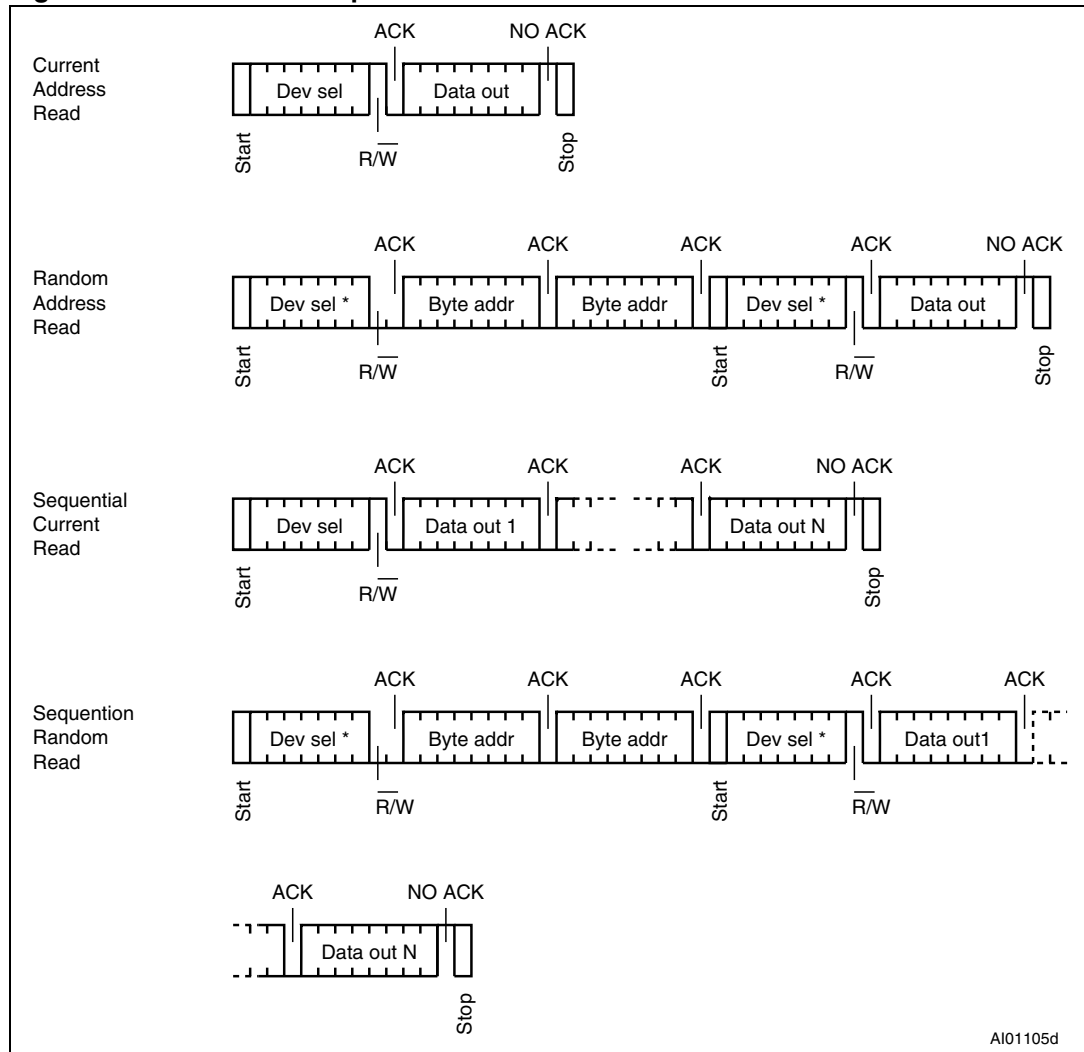 ACK NO ACK
Current
Address
Read
Dev sel Data out
Start R/W Stop
ACK ACK ACK ACK NO ACK
Random
Address
Read
Dev sel * Byte addr Byte addr Dev sel * Data out
Start R/W Start R/W Stop
ACK ACK ACK NO ACK
Sequential
Current
Read
Dev sel Data out 1 Data out N
Start R/W Stop
ACK ACK ACK ACK ACK
Sequention
Random
Read
Dev sel * Byte addr Byte addr Dev sel * Data out1
Start R/W Start R/W
ACK NO ACK
Data out N
Stop
AI01105d